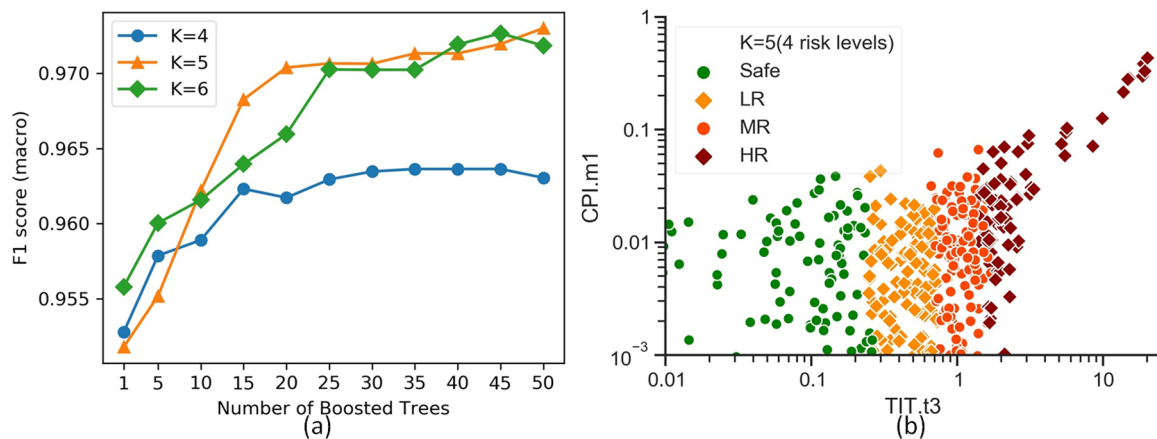 K=4
K=5
K=6
F1 score (macro)
0.970
0.965
0.960
0.955
1 5 10 15 20 25 30 35 40 45 50
Number of Boosted Trees
(a)
K=5(4 risk levels)
Safe
LR
MR
HR
CPI.m1
1
0.1
0.01
10⁻³
0.01 0.1 1 10
TIT.t3
(b)